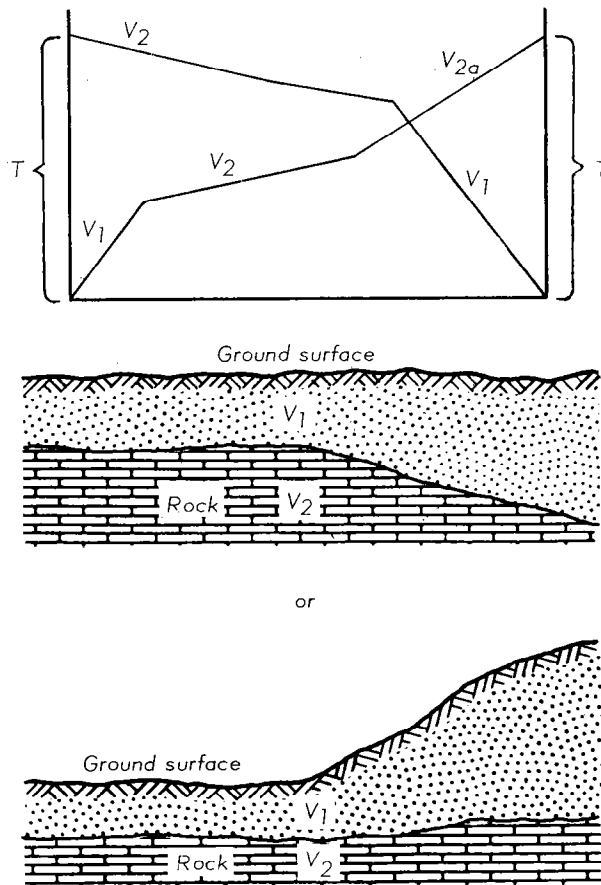 V2
V2a
T
V2
V1
T
V1
Ground surface
V1
Rock V2
or
Ground surface
V1
Rock V2